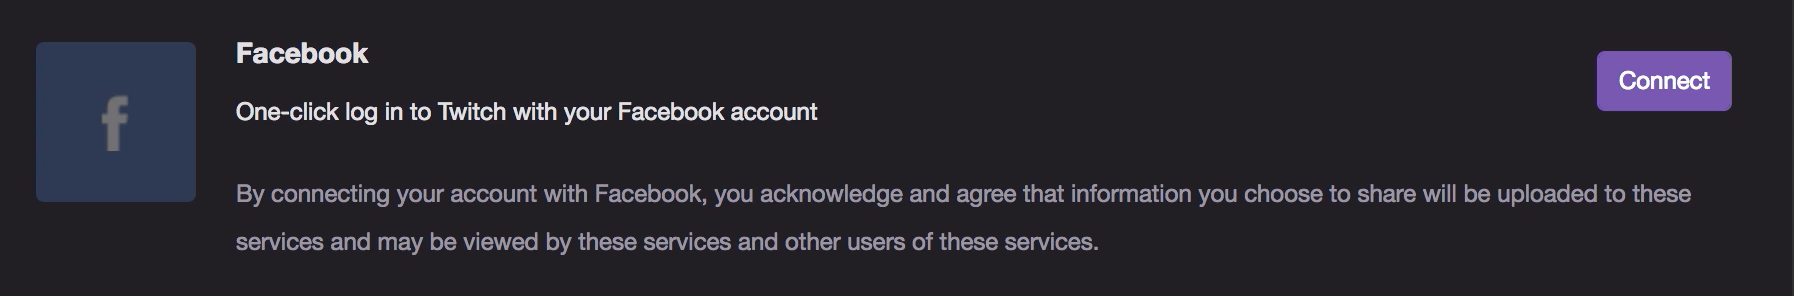 f
Facebook
Connect
One-click log in to Twitch with your Facebook account
By connecting your account with Facebook, you acknowledge and agree that information you choose to share will be uploaded to these
services and may be viewed by these services and other users of these services.